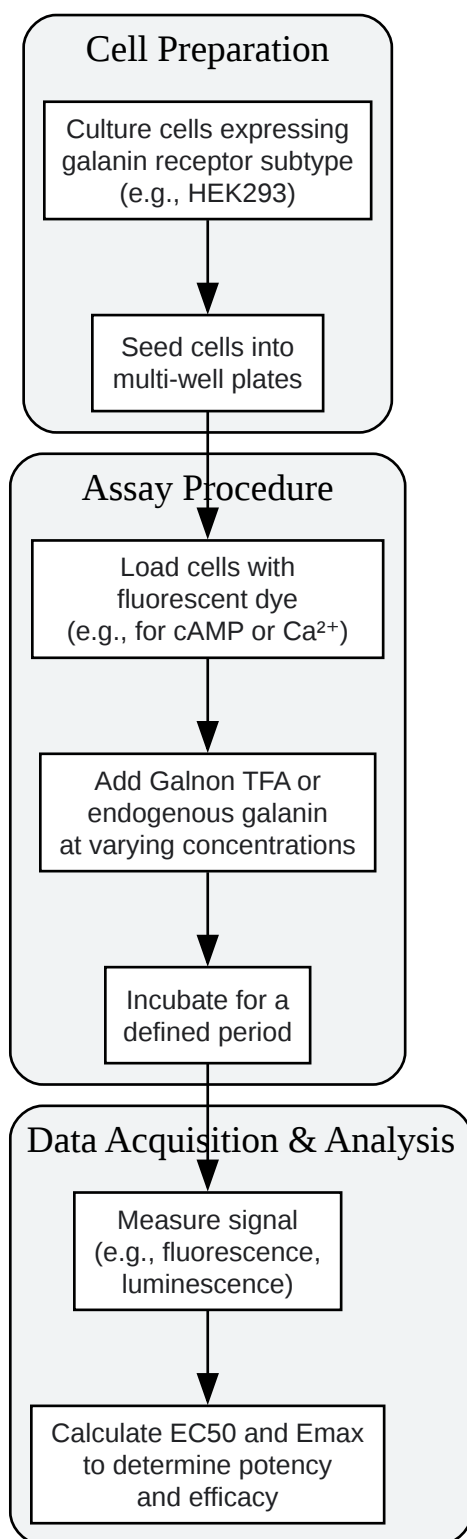 Cell Preparation
Culture cells expressing
galanin receptor subtype
(e.g., HEK293)
Seed cells into
multi-well plates
Assay Procedure
Load cells with
fluorescent dye
(e.g., for cAMP or Ca²⁺)
Add Galnon TFA or
endogenous galanin
at varying concentrations
Incubate for a
defined period
Data Acquisition & Analysis
Measure signal
(e.g., fluorescence,
luminescence)
Calculate EC50 and Emax
to determine potency
and efficacy